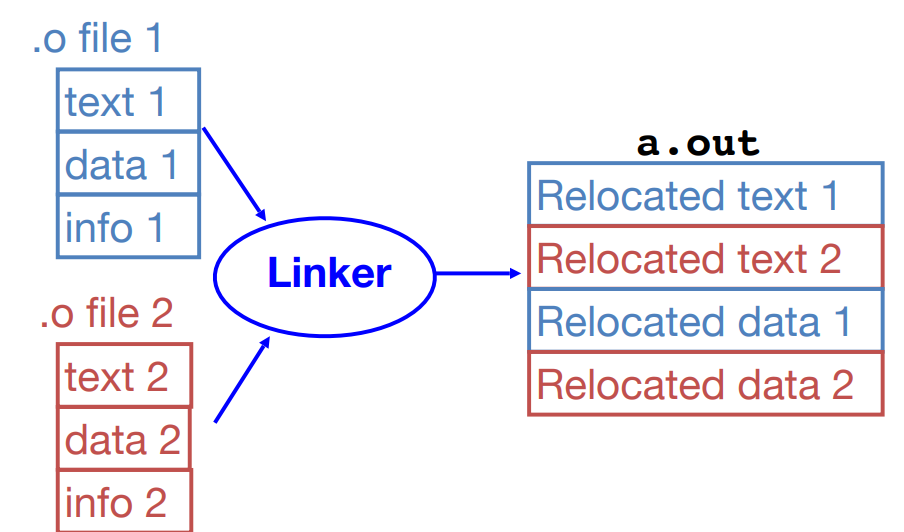 .o file 1
text 1
data 1
info 1
.o file 2
text 2
data 2
info 2
Linker
a.out
Relocated text 1
Relocated text 2
Relocated data 1
Relocated data 2